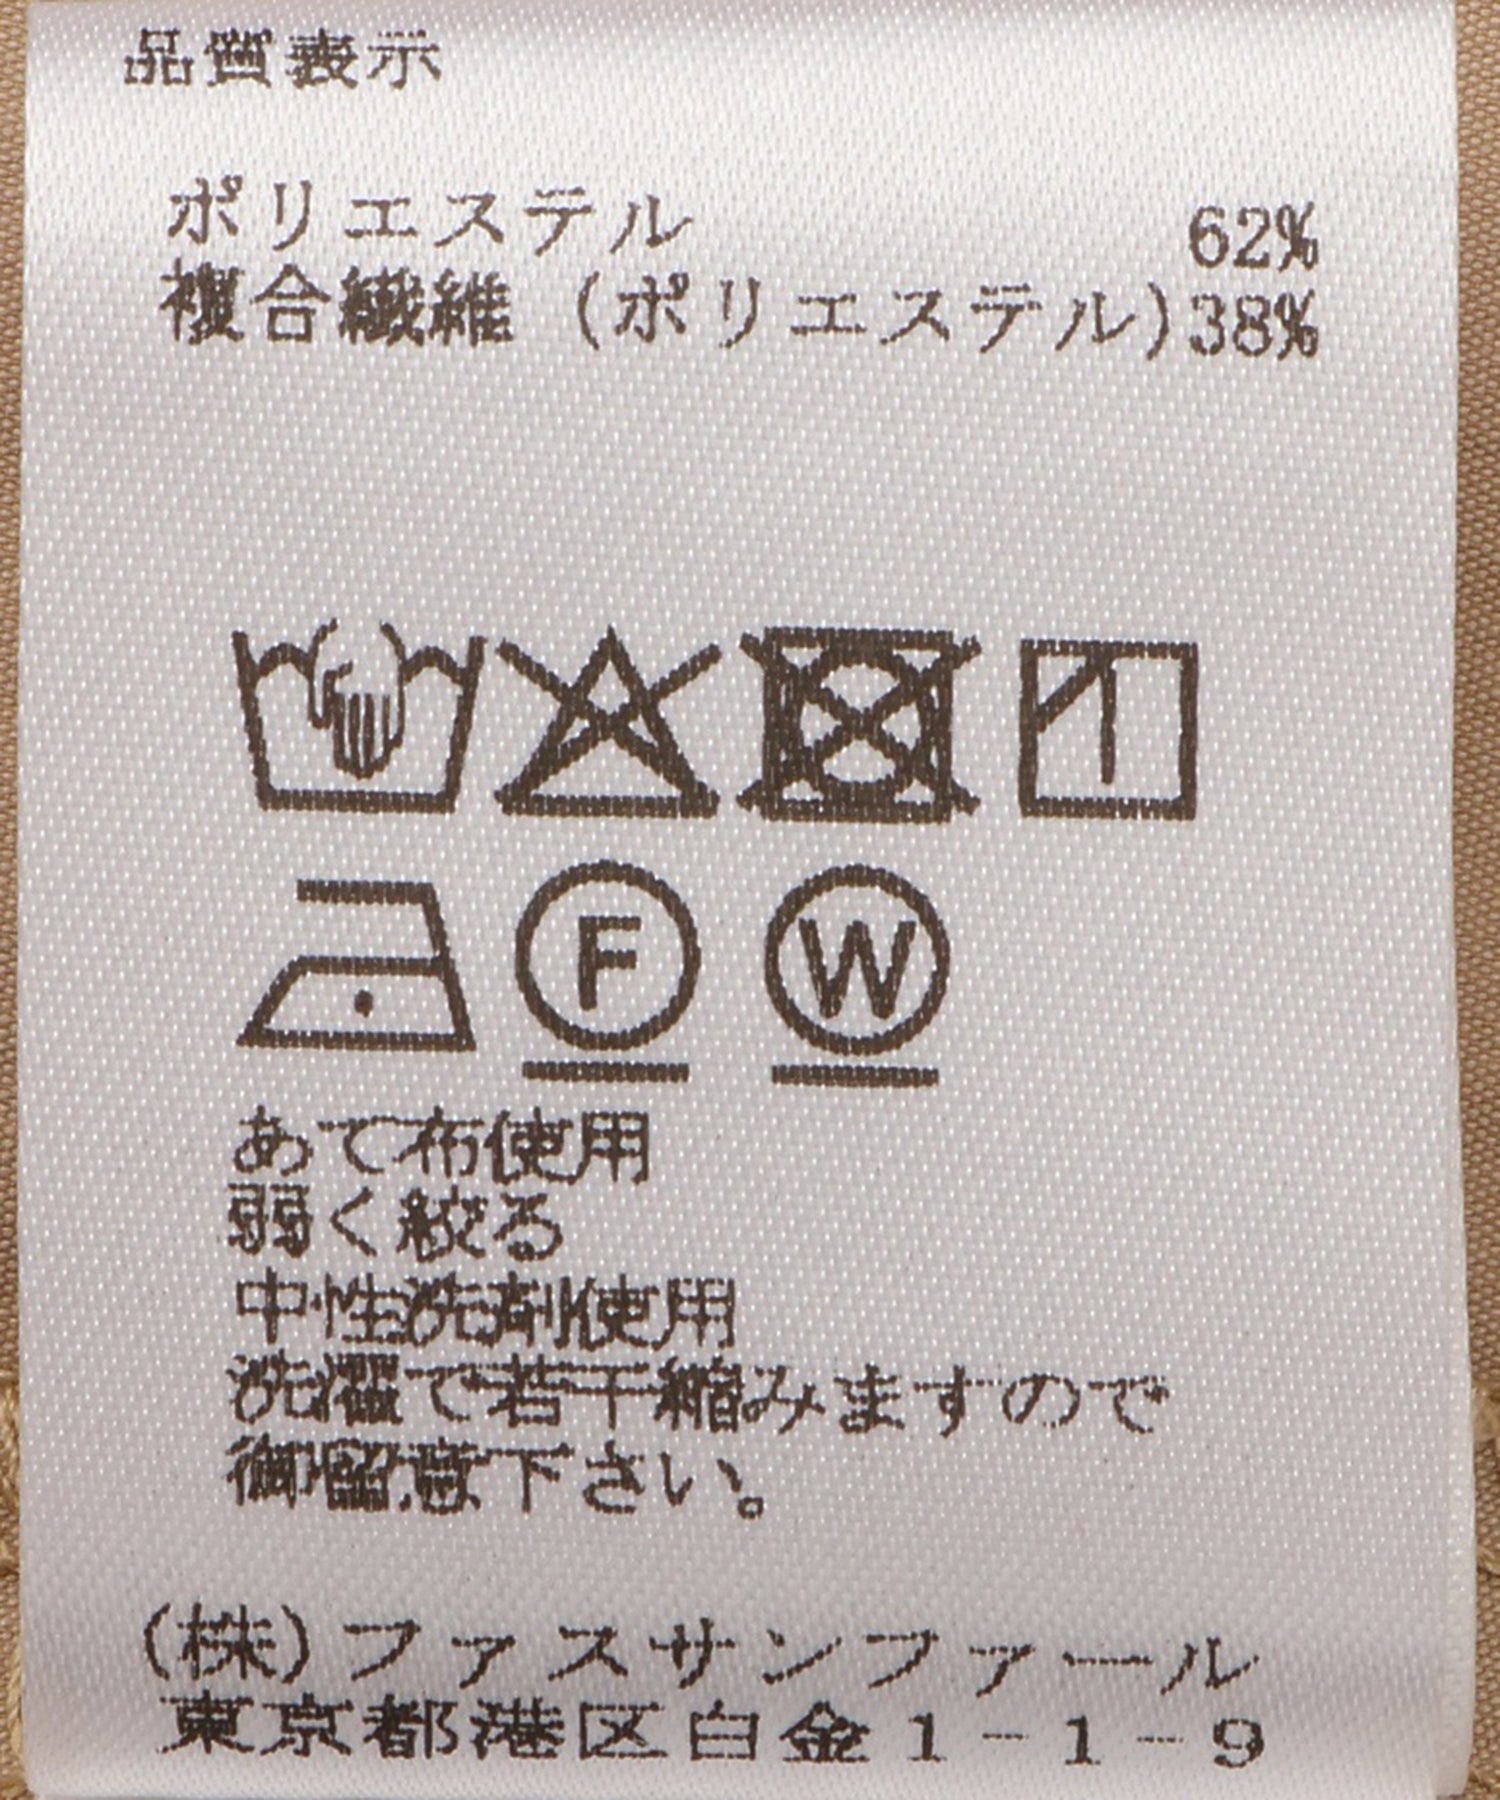 品質表示
ポリエステル 62%
複合繊維 (ポリエステル) 38%
F W
あて布使用
弱く絞る
中性洗剤使用
洗濯で若干縮みますので
御留意下さい。
(株)ファスサンファール
東京都港区白金1-1-9